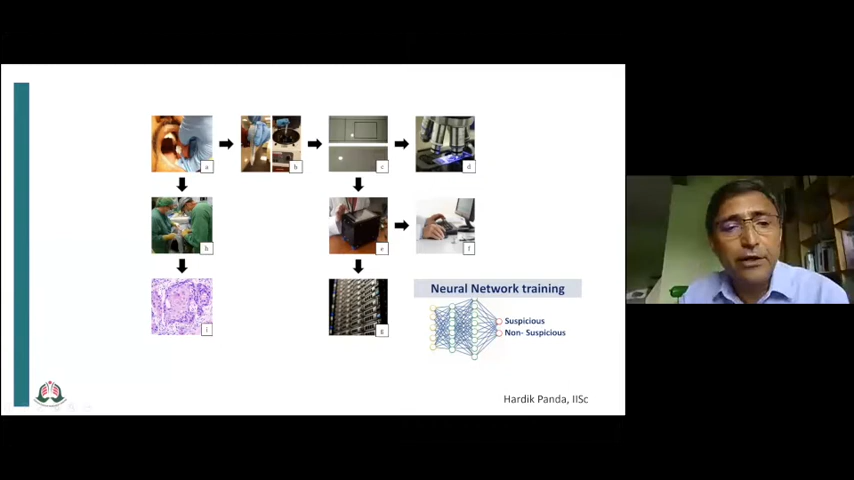 a
b
c
d
h
e
f
i
g
Neural Network training
Suspicious
Non- Suspicious
Hardik Panda, IISc